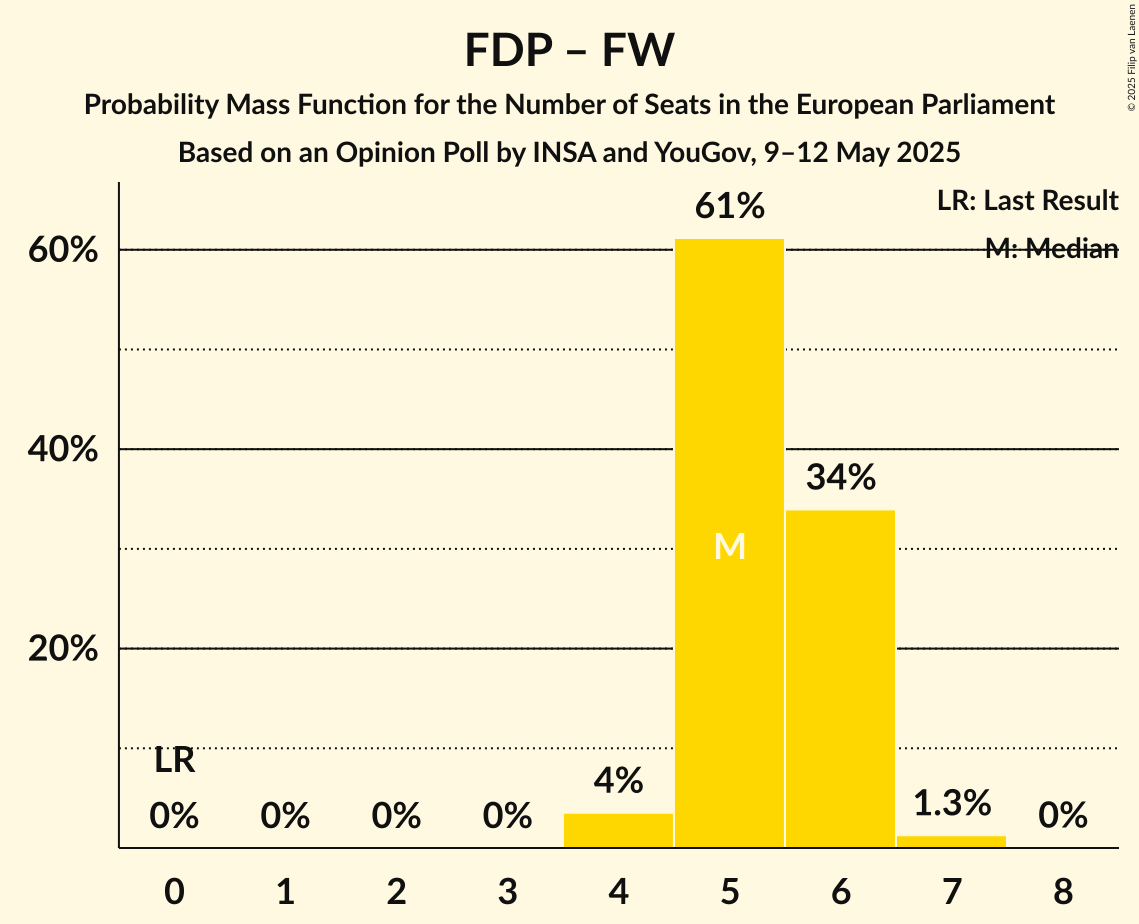 FDP – FW
Probability Mass Function for the Number of Seats in the European Parliament
Based on an Opinion Poll by INSA and YouGov, 9–12 May 2025
© 2025 Filip van Laenen
LR: Last Result
M: Median
60%
40%
20%
61%
34%
M
LR
0%
0%
0%
0%
4%
1.3%
0%
0 1 2 3 4 5 6 7 8